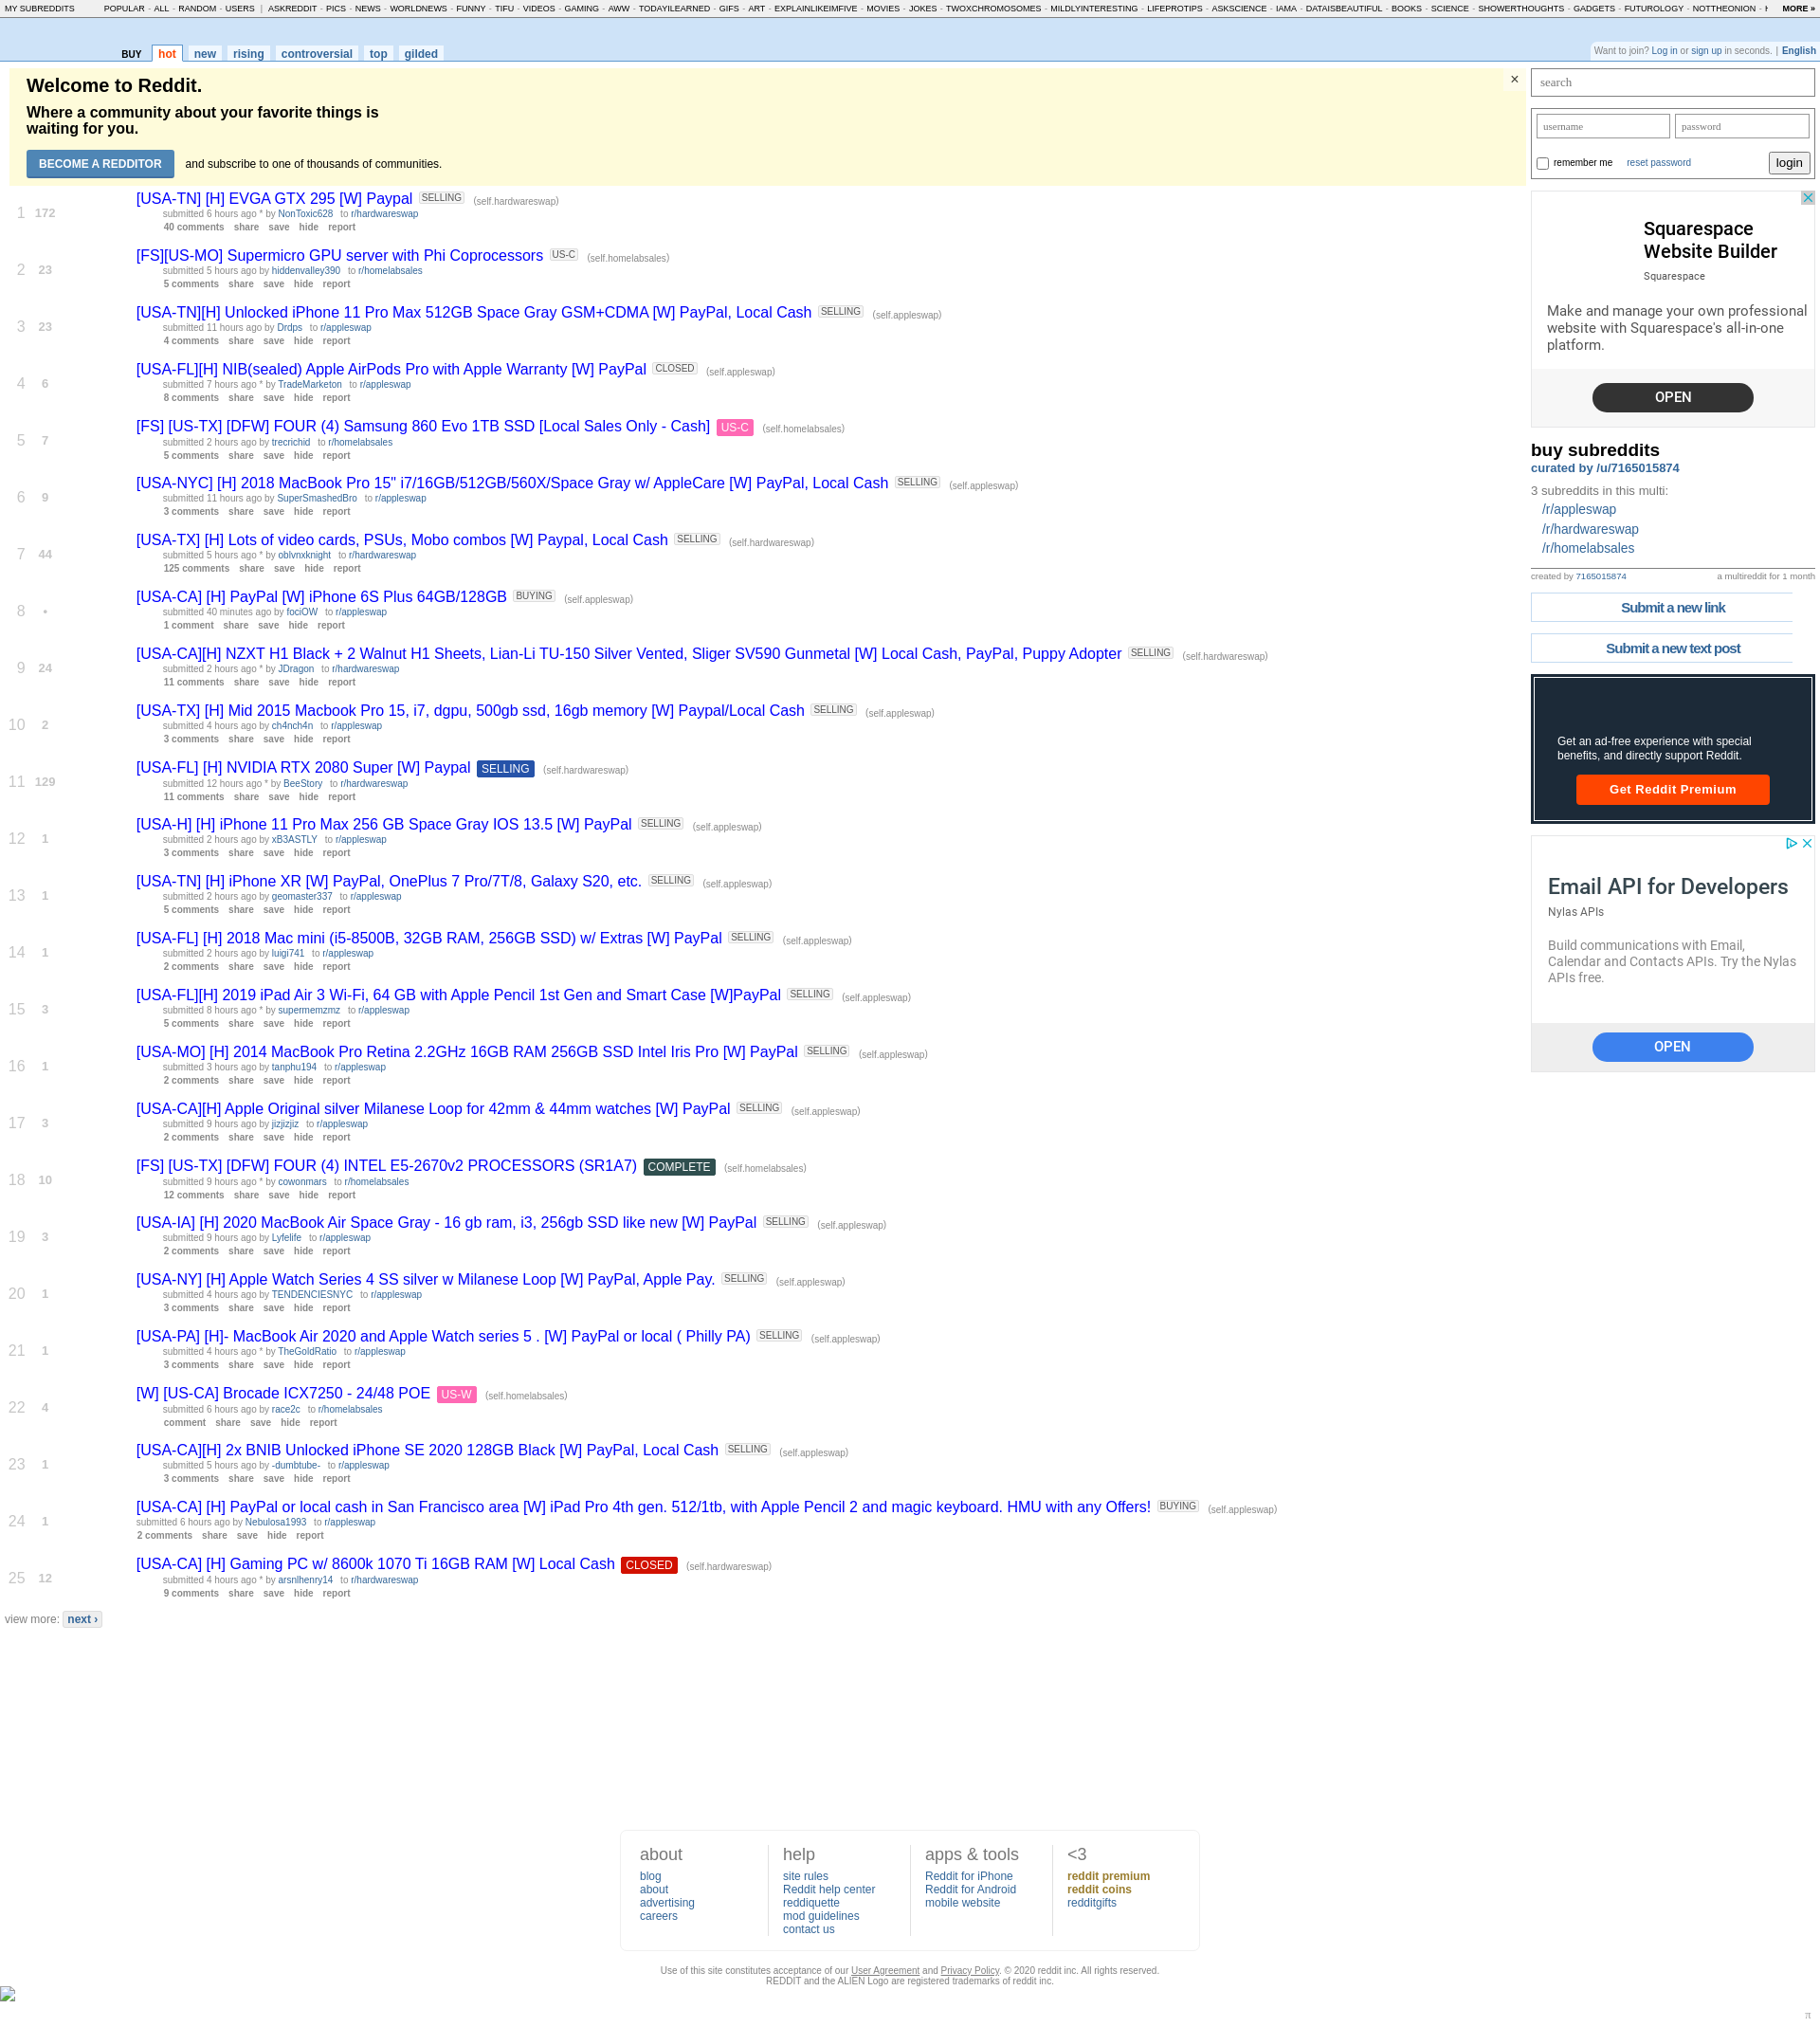 MY SUBREDDITS POPULAR - ALL - RANDOM - USERS | ASKREDDIT - PICS - NEWS - WORLDNEWS - FUNNY - TIFU - VIDEOS - GAMING - AWW - TODAYILEARNED - GIFS - ART - EXPLAINLIKEIMFIVE - MOVIES - JOKES - TWOXCHROMOSOMES - MILDLYINTERESTING - LIFEPROTIPS - ASKSCIENCE - IAMA - DATAISBEAUTIFUL - BOOKS - SCIENCE - SHOWERTHOUGHTS - GADGETS - FUTUROLOGY - NOTTHEONION - MORE »
BUY hot new rising controversial top gilded
Want to join? Log in or sign up in seconds. | English
Welcome to Reddit.
Where a community about your favorite things is
waiting for you.
BECOME A REDDITOR and subscribe to one of thousands of communities.
×
1 172 [USA-TN] [H] EVGA GTX 295 [W] Paypal SELLING (self.hardwareswap)
submitted 6 hours ago * by NonToxic628 to r/hardwareswap
40 comments share save hide report
2 23 [FS][US-MO] Supermicro GPU server with Phi Coprocessors US-C (self.homelabsales)
submitted 5 hours ago by hiddenvalley390 to r/homelabsales
5 comments share save hide report
3 23 [USA-TN][H] Unlocked iPhone 11 Pro Max 512GB Space Gray GSM+CDMA [W] PayPal, Local Cash SELLING (self.appleswap)
submitted 11 hours ago by Drdps to r/appleswap
4 comments share save hide report
4 6 [USA-FL][H] NIB(sealed) Apple AirPods Pro with Apple Warranty [W] PayPal CLOSED (self.appleswap)
submitted 7 hours ago * by TradeMarketon to r/appleswap
8 comments share save hide report
5 7 [FS] [US-TX] [DFW] FOUR (4) Samsung 860 Evo 1TB SSD [Local Sales Only - Cash] US-C (self.homelabsales)
submitted 2 hours ago by trecrichid to r/homelabsales
5 comments share save hide report
6 9 [USA-NYC] [H] 2018 MacBook Pro 15" i7/16GB/512GB/560X/Space Gray w/ AppleCare [W] PayPal, Local Cash SELLING (self.appleswap)
submitted 11 hours ago by SuperSmashedBro to r/appleswap
3 comments share save hide report
7 44 [USA-TX] [H] Lots of video cards, PSUs, Mobo combos [W] Paypal, Local Cash SELLING (self.hardwareswap)
submitted 5 hours ago * by oblvnxknight to r/hardwareswap
125 comments share save hide report
8 • [USA-CA] [H] PayPal [W] iPhone 6S Plus 64GB/128GB BUYING (self.appleswap)
submitted 40 minutes ago by fociOW to r/appleswap
1 comment share save hide report
9 24 [USA-CA][H] NZXT H1 Black + 2 Walnut H1 Sheets, Lian-Li TU-150 Silver Vented, Sliger SV590 Gunmetal [W] Local Cash, PayPal, Puppy Adopter SELLING (self.hardwareswap)
submitted 2 hours ago * by JDragon to r/hardwareswap
11 comments share save hide report
10 2 [USA-TX] [H] Mid 2015 Macbook Pro 15, i7, dgpu, 500gb ssd, 16gb memory [W] Paypal/Local Cash SELLING (self.appleswap)
submitted 4 hours ago by ch4nch4n to r/appleswap
3 comments share save hide report
11 129 [USA-FL] [H] NVIDIA RTX 2080 Super [W] Paypal SELLING (self.hardwareswap)
submitted 12 hours ago * by BeeStory to r/hardwareswap
11 comments share save hide report
12 1 [USA-H] [H] iPhone 11 Pro Max 256 GB Space Gray IOS 13.5 [W] PayPal SELLING (self.appleswap)
submitted 2 hours ago by xB3ASTLY to r/appleswap
3 comments share save hide report
13 1 [USA-TN] [H] iPhone XR [W] PayPal, OnePlus 7 Pro/7T/8, Galaxy S20, etc. SELLING (self.appleswap)
submitted 2 hours ago by geomaster337 to r/appleswap
5 comments share save hide report
14 1 [USA-FL] [H] 2018 Mac mini (i5-8500B, 32GB RAM, 256GB SSD) w/ Extras [W] PayPal SELLING (self.appleswap)
submitted 2 hours ago by luigi741 to r/appleswap
2 comments share save hide report
15 3 [USA-FL][H] 2019 iPad Air 3 Wi-Fi, 64 GB with Apple Pencil 1st Gen and Smart Case [W]PayPal SELLING (self.appleswap)
submitted 8 hours ago * by supermemzmz to r/appleswap
5 comments share save hide report
16 1 [USA-MO] [H] 2014 MacBook Pro Retina 2.2GHz 16GB RAM 256GB SSD Intel Iris Pro [W] PayPal SELLING (self.appleswap)
submitted 3 hours ago by tanphu194 to r/appleswap
2 comments share save hide report
17 3 [USA-CA][H] Apple Original silver Milanese Loop for 42mm & 44mm watches [W] PayPal SELLING (self.appleswap)
submitted 9 hours ago by jizjizjiz to r/appleswap
2 comments share save hide report
18 10 [FS] [US-TX] [DFW] FOUR (4) INTEL E5-2670v2 PROCESSORS (SR1A7) COMPLETE (self.homelabsales)
submitted 9 hours ago * by cowonmars to r/homelabsales
12 comments share save hide report
19 3 [USA-IA] [H] 2020 MacBook Air Space Gray - 16 gb ram, i3, 256gb SSD like new [W] PayPal SELLING (self.appleswap)
submitted 9 hours ago by Lyfelife to r/appleswap
2 comments share save hide report
20 1 [USA-NY] [H] Apple Watch Series 4 SS silver w Milanese Loop [W] PayPal, Apple Pay. SELLING (self.appleswap)
submitted 4 hours ago by TENDENCIESNYC to r/appleswap
3 comments share save hide report
21 1 [USA-PA] [H]- MacBook Air 2020 and Apple Watch series 5 . [W] PayPal or local ( Philly PA) SELLING (self.appleswap)
submitted 4 hours ago * by TheGoldRatio to r/appleswap
3 comments share save hide report
22 4 [W] [US-CA] Brocade ICX7250 - 24/48 POE US-W (self.homelabsales)
submitted 6 hours ago by race2c to r/homelabsales
comment share save hide report
23 1 [USA-CA][H] 2x BNIB Unlocked iPhone SE 2020 128GB Black [W] PayPal, Local Cash SELLING (self.appleswap)
submitted 5 hours ago by -dumbtube- to r/appleswap
3 comments share save hide report
24 1 [USA-CA] [H] PayPal or local cash in San Francisco area [W] iPad Pro 4th gen. 512/1tb, with Apple Pencil 2 and magic keyboard. HMU with any Offers! BUYING (self.appleswap)
submitted 6 hours ago by Nebulosa1993 to r/appleswap
2 comments share save hide report
25 12 [USA-CA] [H] Gaming PC w/ 8600k 1070 Ti 16GB RAM [W] Local Cash CLOSED (self.hardwareswap)
submitted 4 hours ago * by arsnlhenry14 to r/hardwareswap
9 comments share save hide report
view more: next ›
search
username password
remember me reset password login
Squarespace
Website Builder
Squarespace
Make and manage your own professional
website with Squarespace's all-in-one
platform.
OPEN
buy subreddits
curated by /u/7165015874
3 subreddits in this multi:
/r/appleswap
/r/hardwareswap
/r/homelabsales
created by 7165015874 a multireddit for 1 month
Submit a new link
Submit a new text post
Get an ad-free experience with special
benefits, and directly support Reddit.
Get Reddit Premium
Email API for Developers
Nylas APIs
Build communications with Email,
Calendar and Contacts APIs. Try the Nylas
APIs free.
OPEN
about
blog
about
advertising
careers
help
site rules
Reddit help center
reddiquette
mod guidelines
contact us
apps & tools
Reddit for iPhone
Reddit for Android
mobile website
<3
reddit premium
reddit coins
redditgifts
Use of this site constitutes acceptance of our User Agreement and Privacy Policy. © 2020 reddit inc. All rights reserved.
REDDIT and the ALIEN Logo are registered trademarks of reddit inc.
π